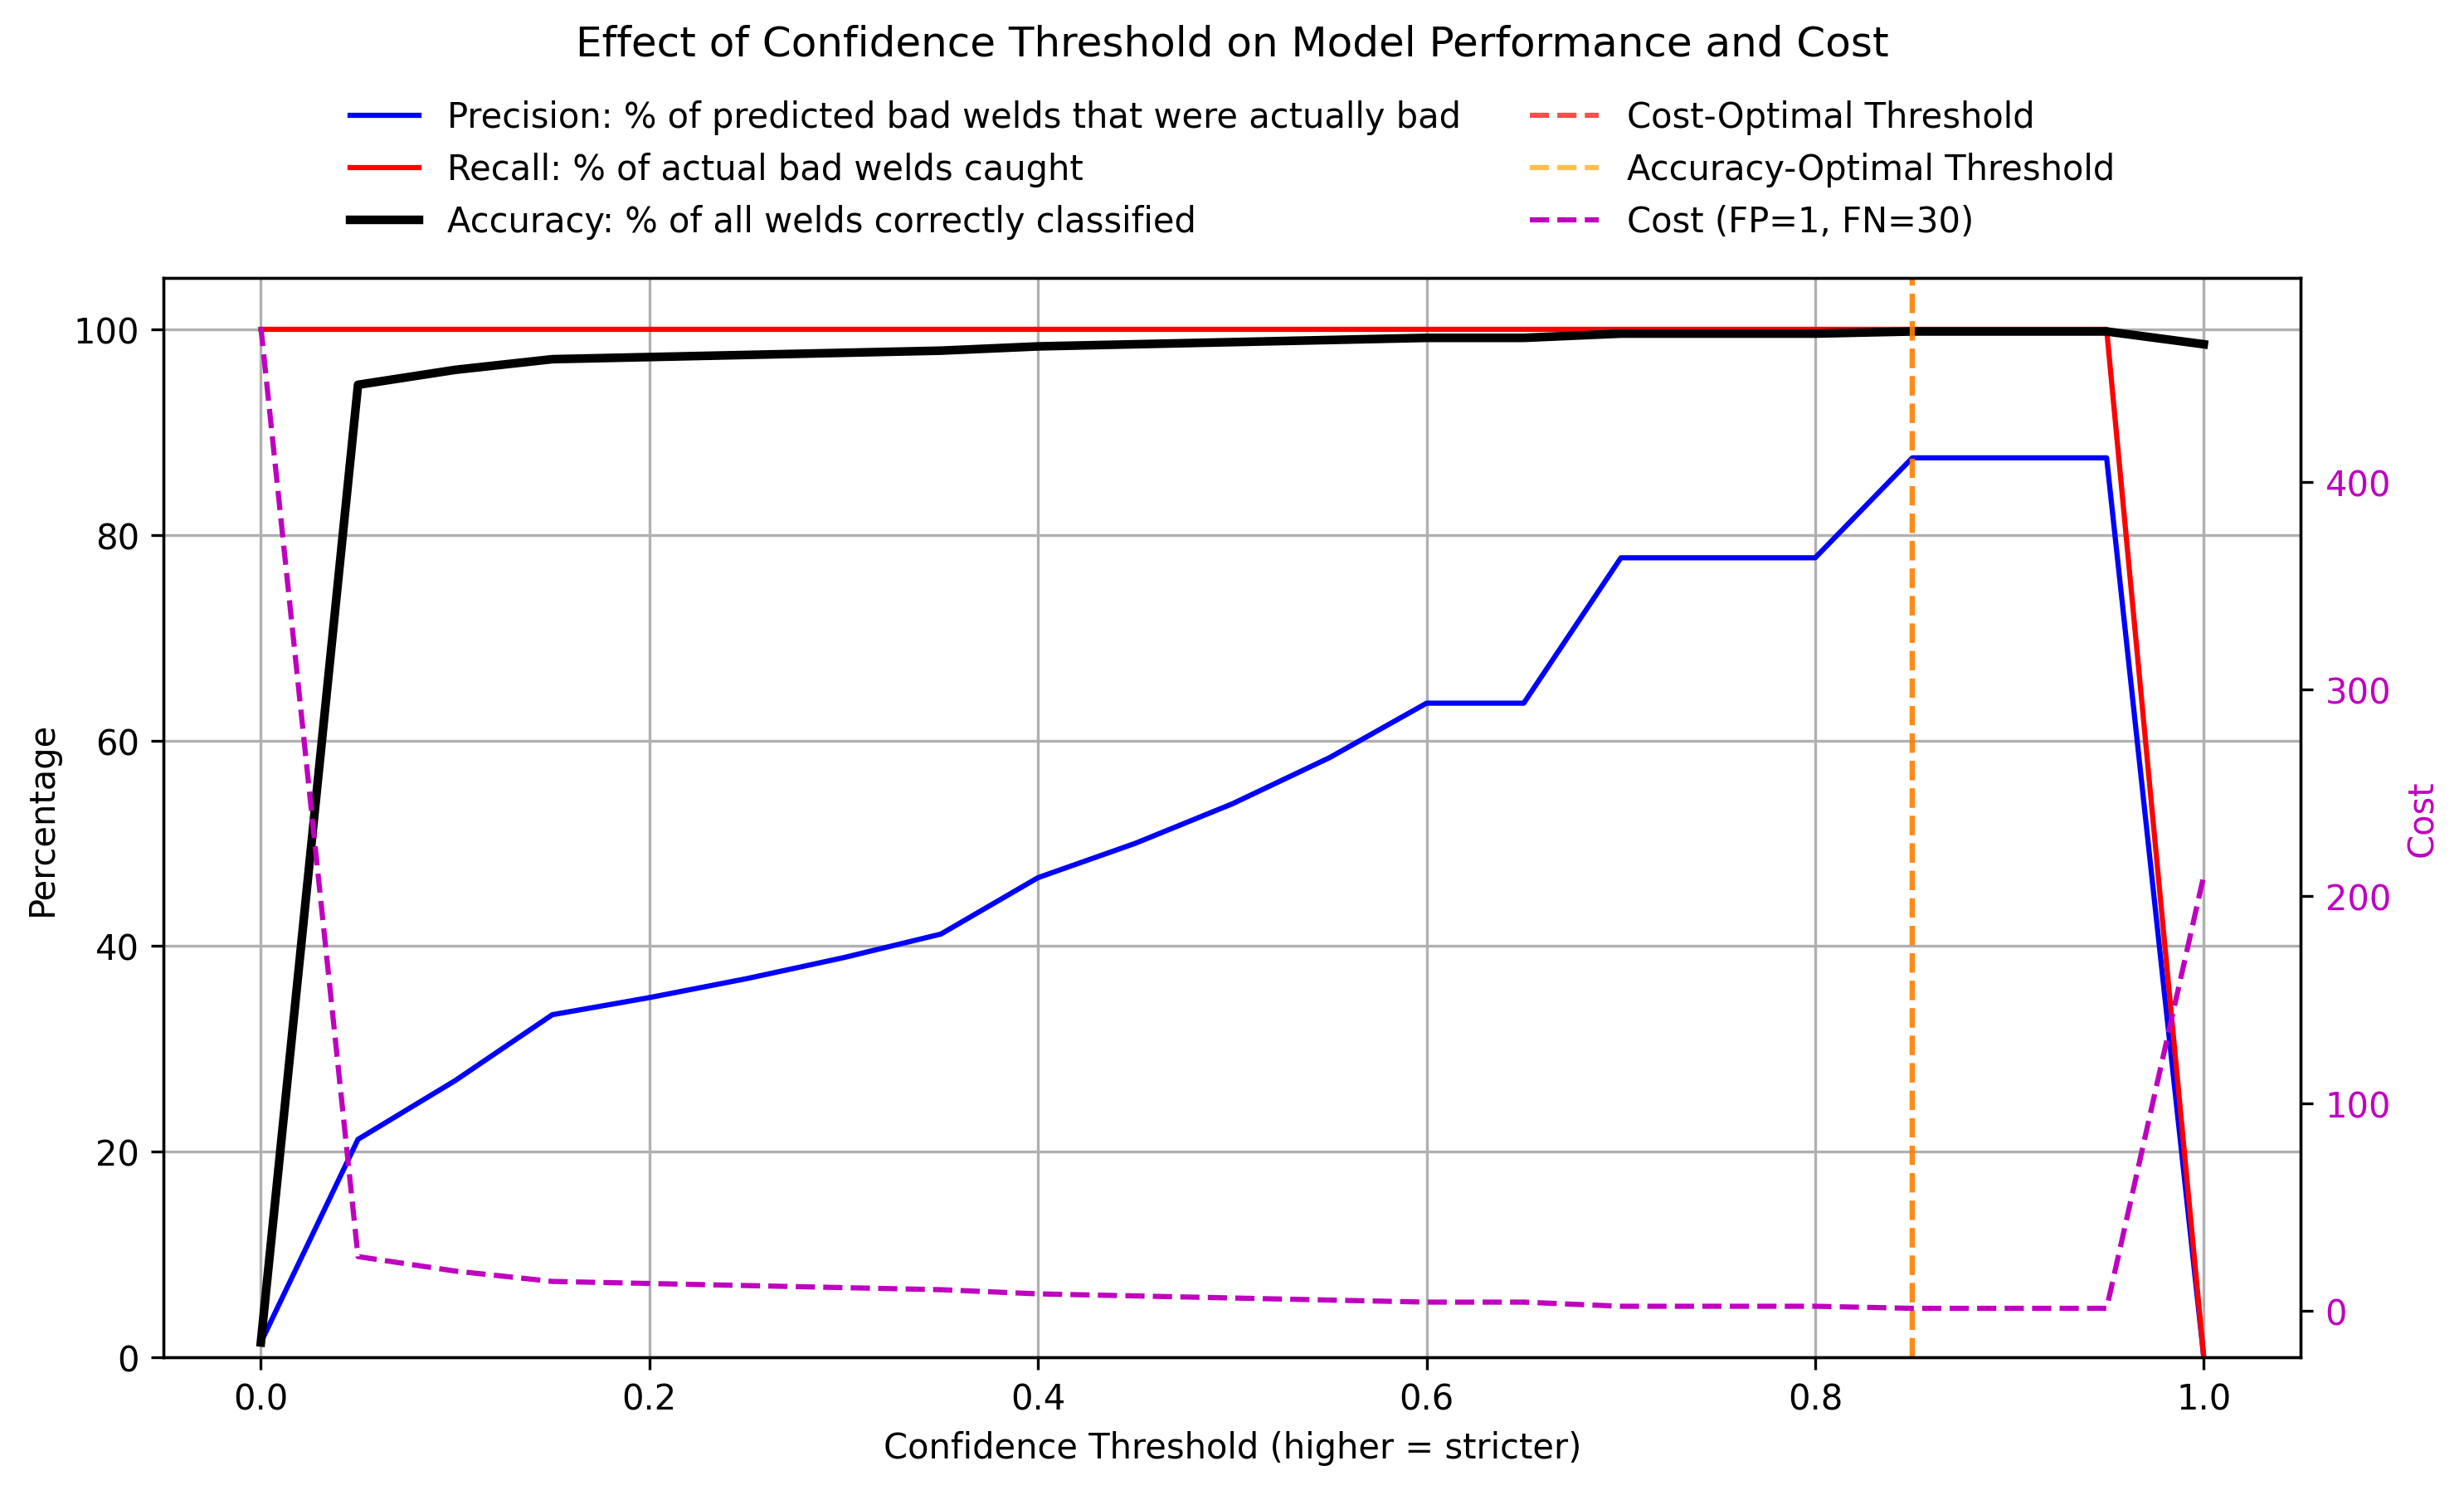 Effect of Confidence Threshold on Model Performance and Cost
Precision: % of predicted bad welds that were actually bad
Recall: % of actual bad welds caught
Accuracy: % of all welds correctly classified
Cost-Optimal Threshold
Accuracy-Optimal Threshold
Cost (FP=1, FN=30)
Percentage
100
80
60
40
20
0
0.0
0.2
0.4
0.6
0.8
1.0
Confidence Threshold (higher = stricter)
400
300
200
100
0
Cost